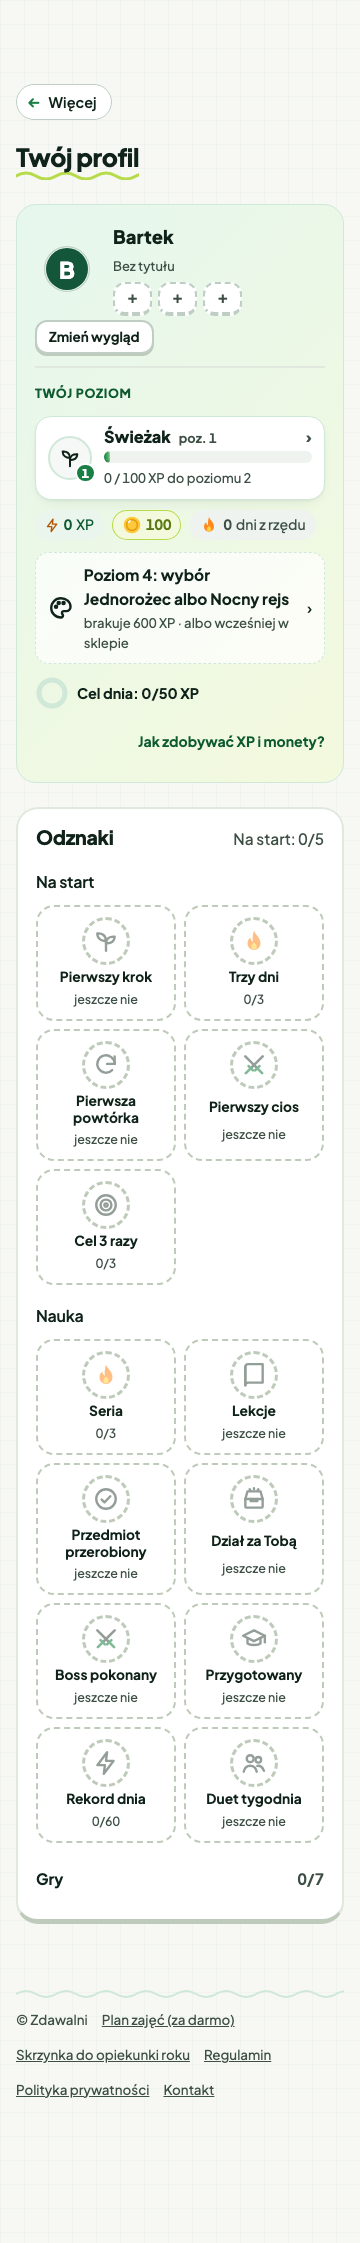 ← Więcej
Twój profil
B
Bartek
Bez tytułu
+ + +
Zmień wygląd
TWÓJ POZIOM
1
Świeżak poz. 1 ›
0 / 100 XP do poziomu 2
0 XP 100 0 dni z rzędu
Poziom 4: wybór
Jednorożec albo Nocny rejs ›
brakuje 600 XP · albo wcześniej w
sklepie
Cel dnia: 0/50 XP
Jak zdobywać XP i monety?
Odznaki Na start: 0/5
Na start
Pierwszy krok
jeszcze nie
Trzy dni
0/3
Pierwsza
powtórka
jeszcze nie
Pierwszy cios
jeszcze nie
Cel 3 razy
0/3
Nauka
Seria
0/3
Lekcje
jeszcze nie
Przedmiot
przerobiony
jeszcze nie
Dział za Tobą
jeszcze nie
Boss pokonany
jeszcze nie
Przygotowany
jeszcze nie
Rekord dnia
0/60
Duet tygodnia
jeszcze nie
Gry 0/7
© Zdawalni Plan zajęć (za darmo)
Skrzynka do opiekunki roku Regulamin
Polityka prywatności Kontakt